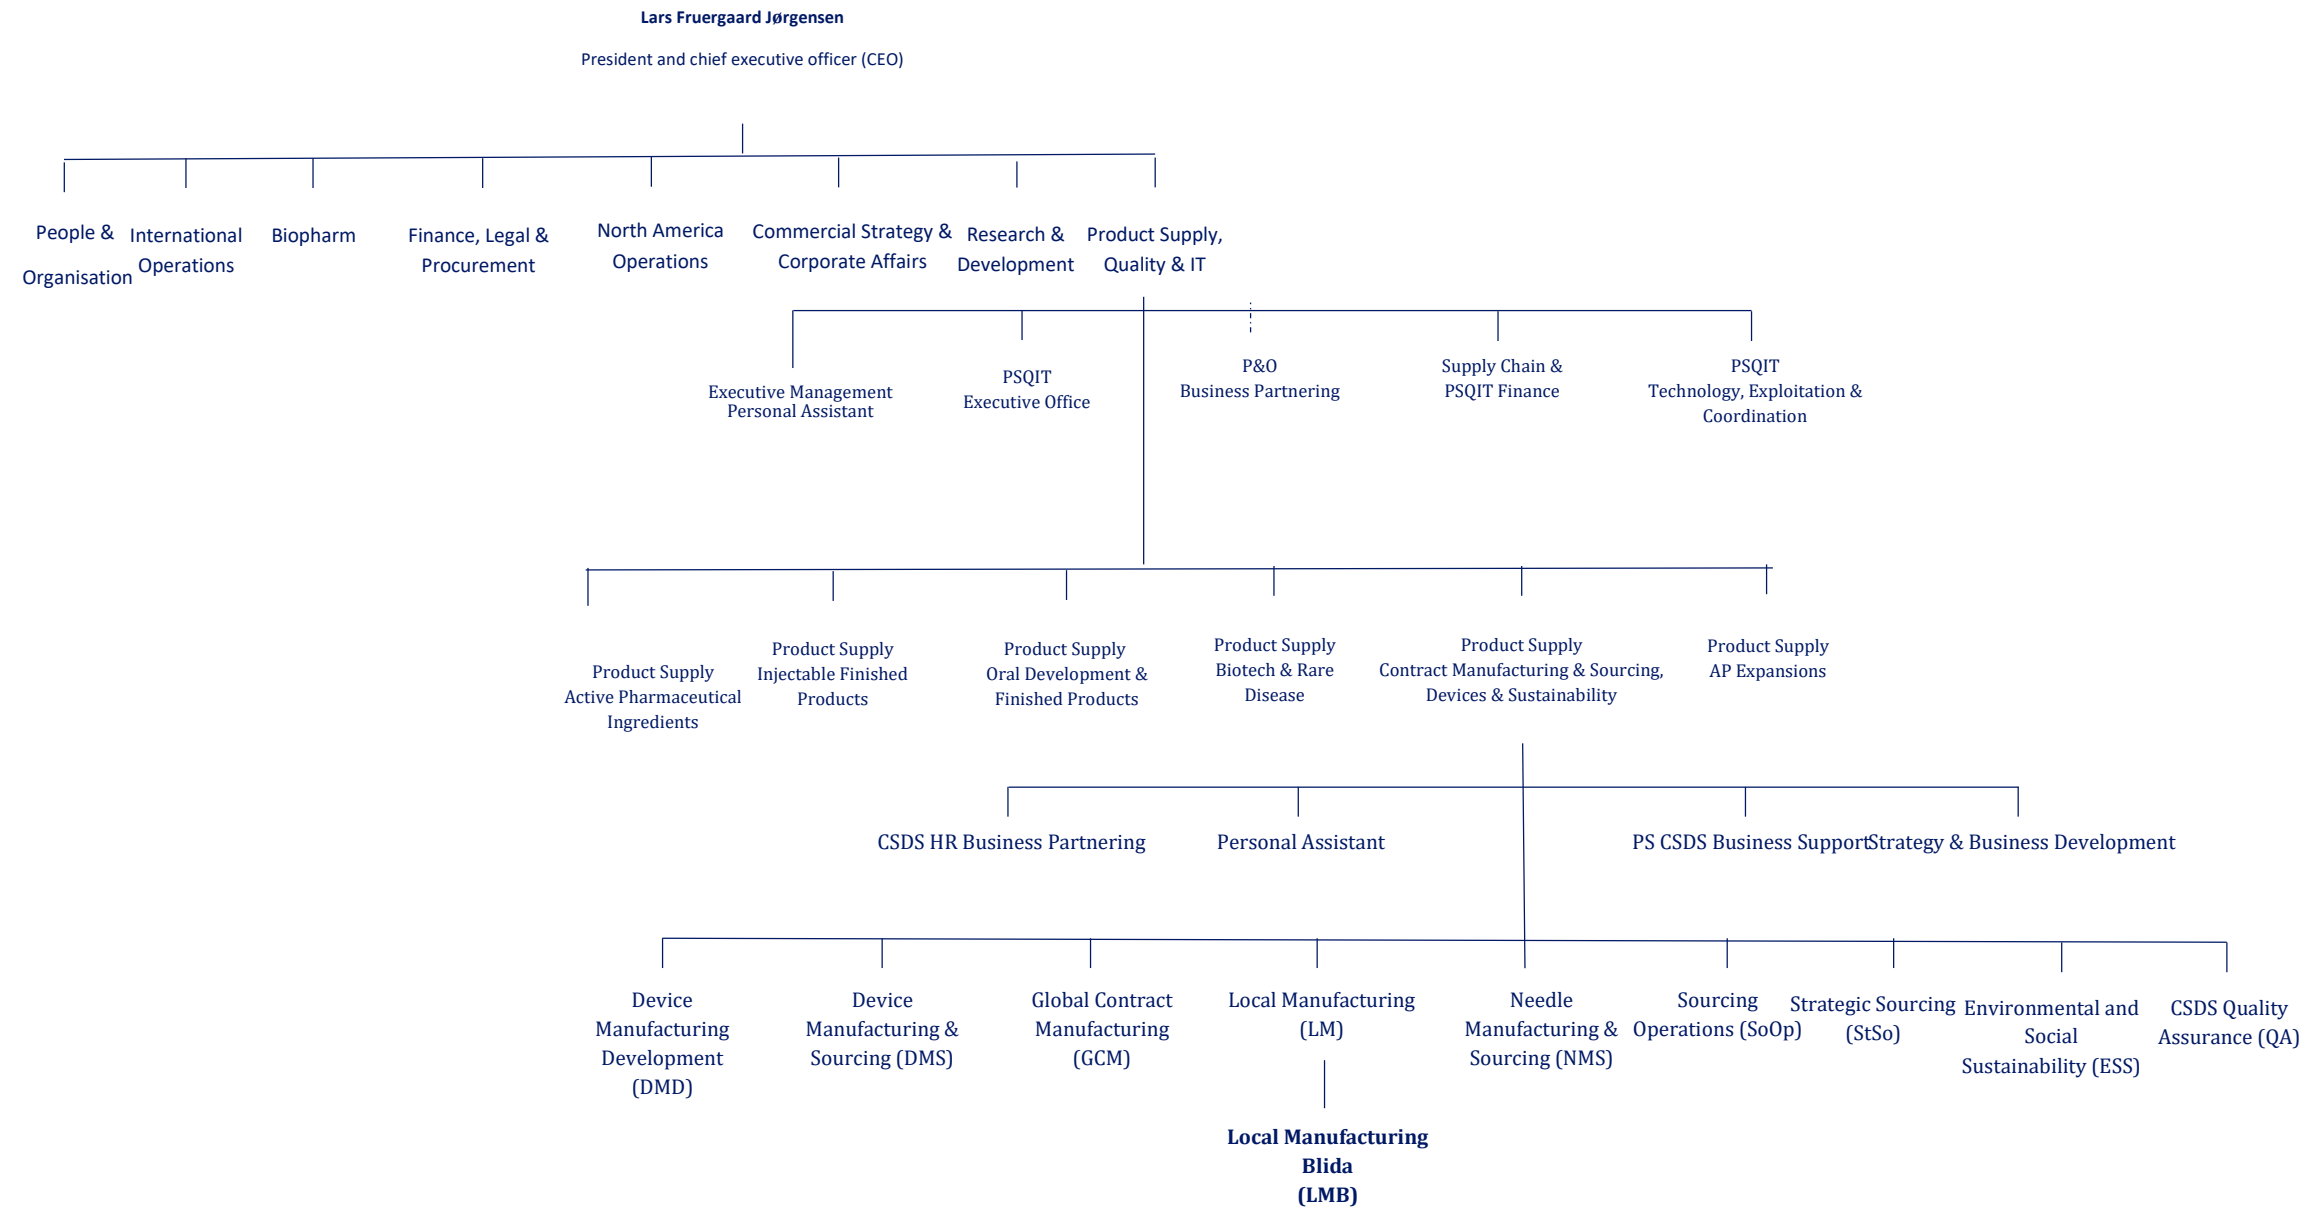 Lars Fruergaard Jørgensen
President and chief executive officer (CEO)
People &
Organisation
International
Operations
Biopharm
Finance, Legal &
Procurement
North America
Operations
Commercial Strategy &
Corporate Affairs
Research &
Development
Product Supply,
Quality & IT
Executive Management
Personal Assistant
PSQIT
Executive Office
P&O
Business Partnering
Supply Chain &
PSQIT Finance
PSQIT
Technology, Exploitation &
Coordination
Product Supply
Active Pharmaceutical
Ingredients
Product Supply
Injectable Finished
Products
Product Supply
Oral Development &
Finished Products
Product Supply
Biotech & Rare
Disease
Product Supply
Contract Manufacturing & Sourcing,
Devices & Sustainability
Product Supply
AP Expansions
CSDS HR Business Partnering
Personal Assistant
PS CSDS Business Support
Strategy & Business Development
Device
Manufacturing
Development
(DMD)
Device
Manufacturing &
Sourcing (DMS)
Global Contract
Manufacturing
(GCM)
Local Manufacturing
(LM)
Needle
Manufacturing &
Sourcing (NMS)
Sourcing
Operations (SoOp)
Strategic Sourcing
(StSo)
Environmental and
Social
Sustainability (ESS)
CSDS Quality
Assurance (QA)
Local Manufacturing
Blida
(LMB)